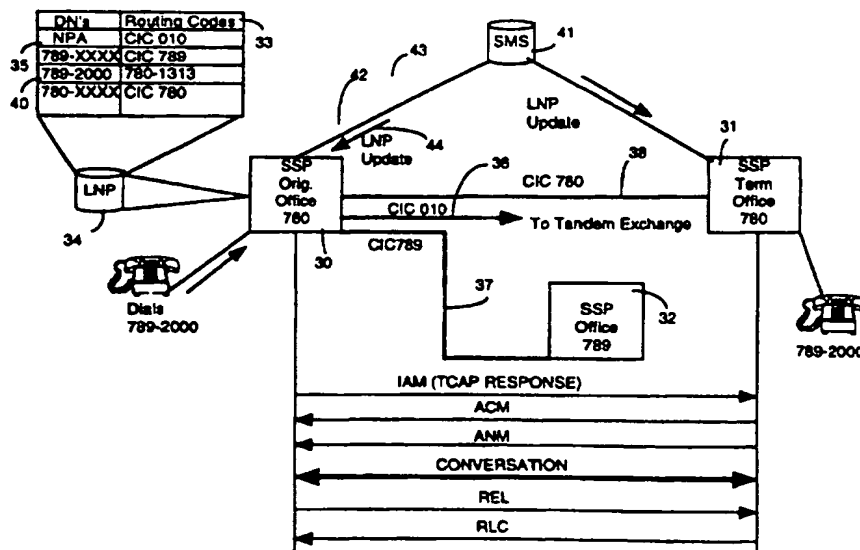 DN's Routing Codes
NPA CIC 010
789-XXXX CIC 789
789-2000 780-1313
780-XXXX CIC 780
33
35
40
SMS
41
43
42
LNP
Update
44
LNP
Update
31
LNP
34
SSP
Orig.
Office
760
30
36
38
CIC 780
CIC 010
To Tandem Exchange
CIC789
SSP
Term
Office
780
37
SSP
Office
789
32
Dials
789-2000
789-2000
IAM (TCAP RESPONSE)
ACM
ANM
CONVERSATION
REL
RLC